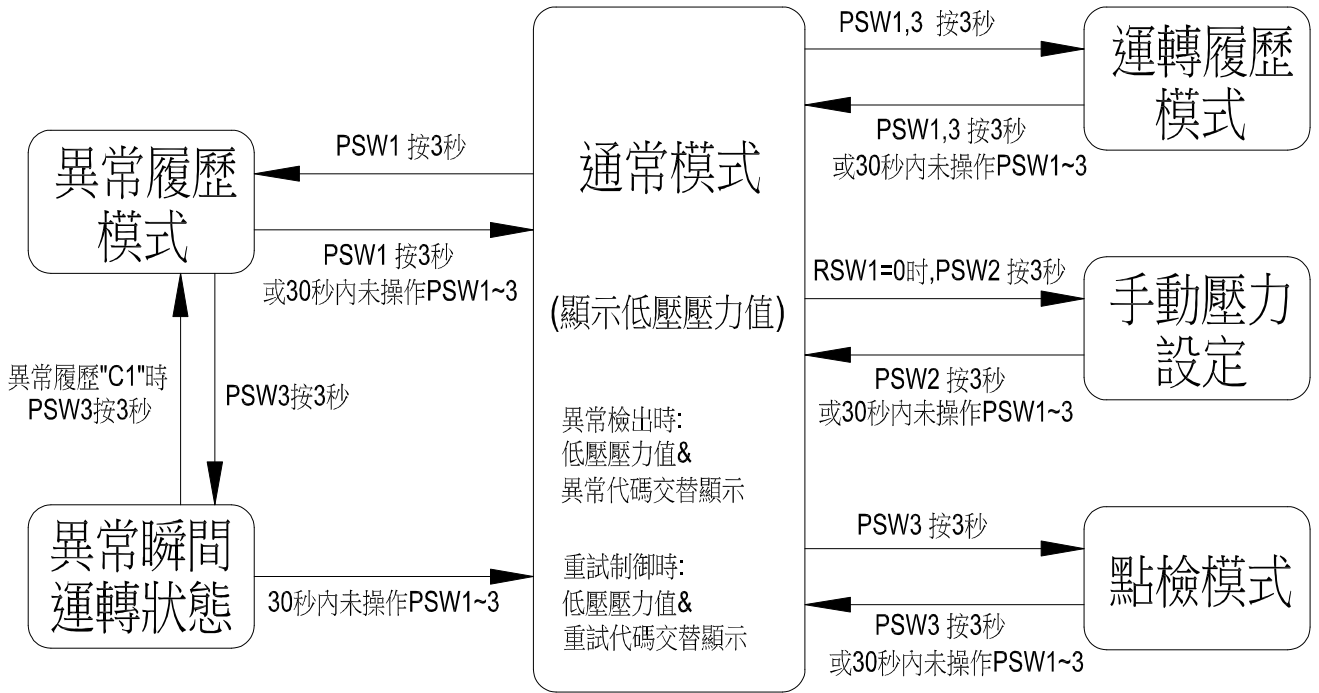 PSW1,3 按3秒
運轉履歷
模式
PSW1,3 按3秒
或30秒內未操作PSW1~3
PSW1 按3秒
異常履歷
模式
PSW1 按3秒
或30秒內未操作PSW1~3
通常模式
(顯示低壓壓力值)
異常檢出時:
低壓壓力值&
異常代碼交替顯示
重試制御時:
低壓壓力值&
重試代碼交替顯示
RSW1=0时,PSW2 按3秒
手動壓力
設定
PSW2 按3秒
或30秒內未操作PSW1~3
異常履歷"C1"時
PSW3按3秒
PSW3按3秒
異常瞬間
運轉狀態
30秒內未操作PSW1~3
PSW3 按3秒
點檢模式
PSW3 按3秒
或30秒內未操作PSW1~3